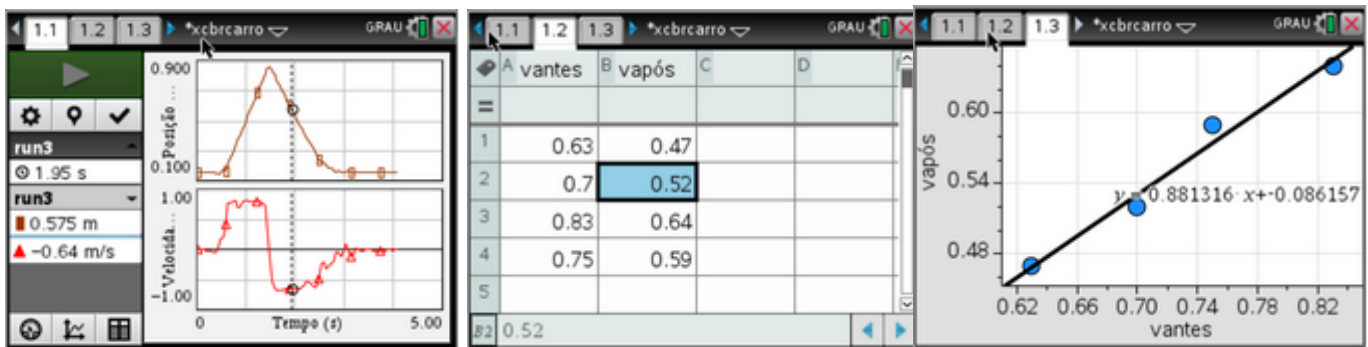 1.1 1.2 1.3 *xcbrcarro GRAU
run3
1.95 s
run3
0.575 m
-0.64 m/s
0.900
Posição ...
0.100
1.00
Velocida...
-1.00
0 Tempo (s) 5.00
1.1 1.2 1.3 *xcbrcarro GRAU
A vantes B vapós C D
=
1 0.63 0.47
2 0.7 0.52
3 0.83 0.64
4 0.75 0.59
5
B2 0.52
1.1 1.2 1.3 *xcbrcarro GRAU
0.60
vapós
0.54
y = 0.881316· x+-0.086157
0.48
0.62 0.66 0.70 0.74 0.78 0.82
vantes